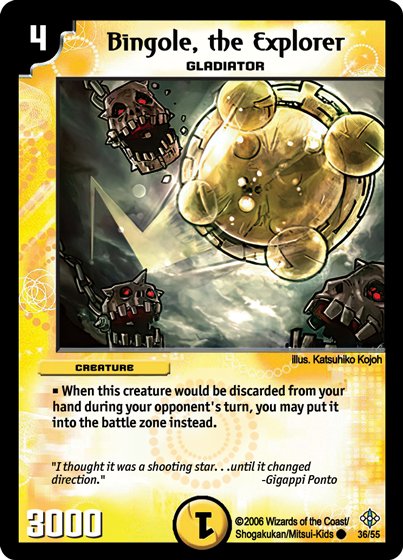 4
Bingole, the Explorer
GLADIATOR
illus. Katsuhiko Kojoh
CREATURE
▪ When this creature would be discarded from your
hand during your opponent's turn, you may put it
into the battle zone instead.
"I thought it was a shooting star. . .until it changed
direction." -Gigappi Ponto
3000
1
©2006 Wizards of the Coast/
Shogakukan/Mitsui-Kids ● 36/55